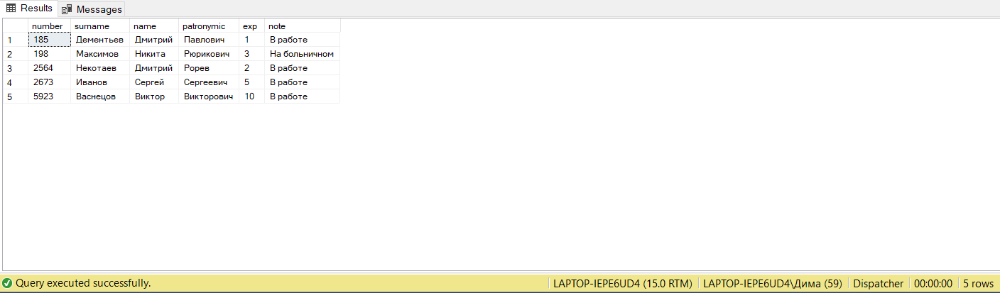 Results Messages
number surname name patronymic exp note
1 185 Дементьев Дмитрий Павлович 1 В работе
2 198 Максимов Никита Рюрикович 3 На больничном
3 2564 Некотаев Дмитрий Рорев 2 В работе
4 2673 Иванов Сергей Сергеевич 5 В работе
5 5923 Васнецов Виктор Викторович 10 В работе
Query executed successfully. LAPTOP-IEPE6UD4 (15.0 RTM) LAPTOP-IEPE6UD4\Дима (59) Dispatcher 00:00:00 5 rows